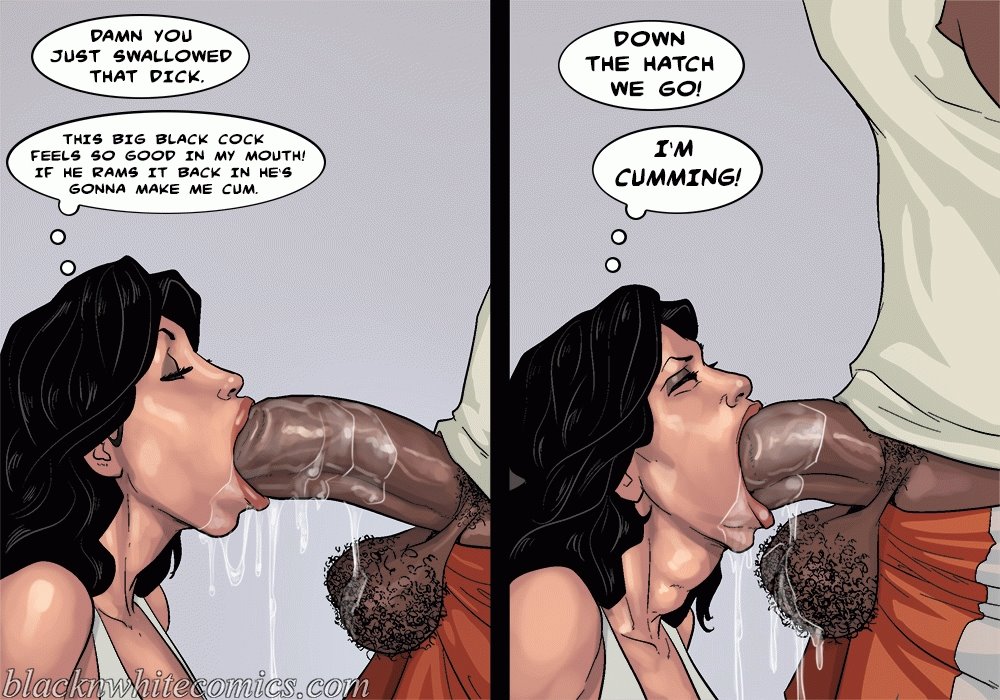 DAMN YOU
JUST SWALLOWED
THAT DICK.
THIS BIG BLACK COCK
FEELS SO GOOD IN MY MOUTH!
IF HE RAMS IT BACK IN HE'S
GONNA MAKE ME CUM.
DOWN
THE HATCH
WE GO!
I'M
CUMMING!
blacknwhitecomics.com